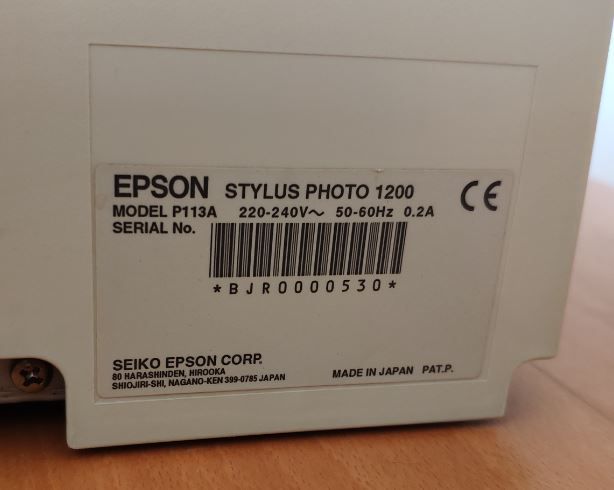 EPSON STYLUS PHOTO 1200 CE
MODEL P113A 220-240V~ 50-60Hz 0.2A
SERIAL No.
*BJR0000530*
SEIKO EPSON CORP.
80 HARASHINDEN, HIROOKA
SHIOJIRI-SHI, NAGANO-KEN 399-0785 JAPAN
MADE IN JAPAN PAT.P.